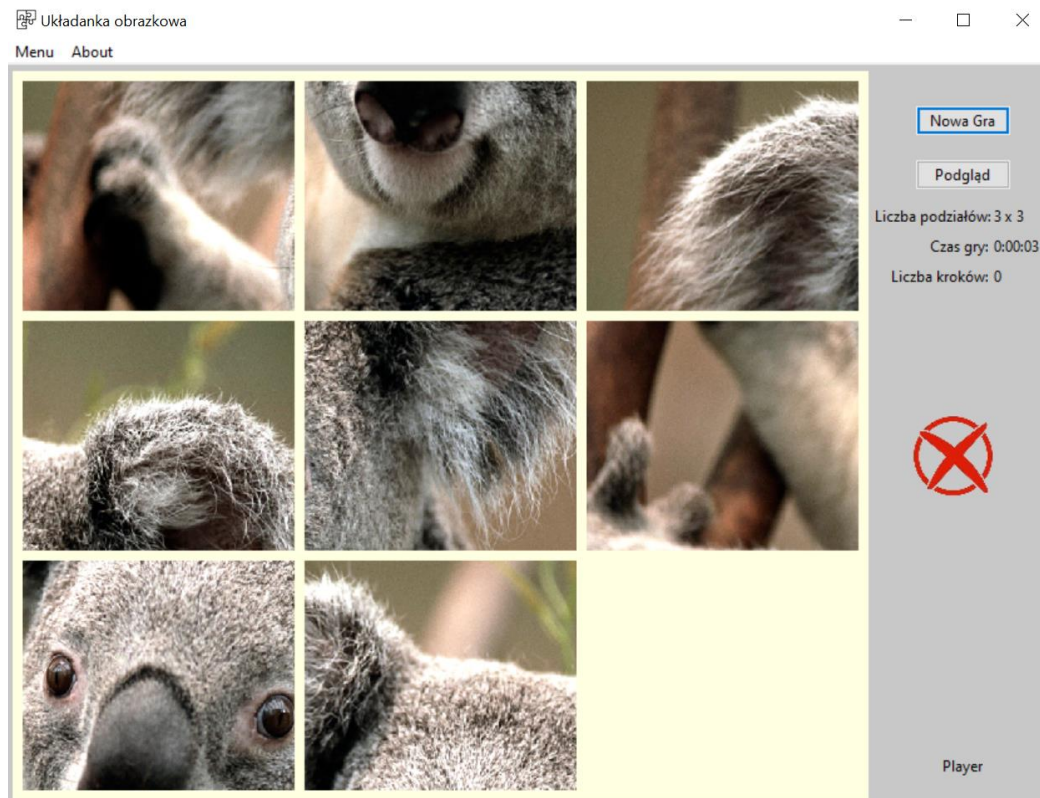 Układanka obrazkowa
Menu About
Nowa Gra
Podgląd
Liczba podziałów: 3 x 3
Czas gry: 0:00:03
Liczba kroków: 0
Player